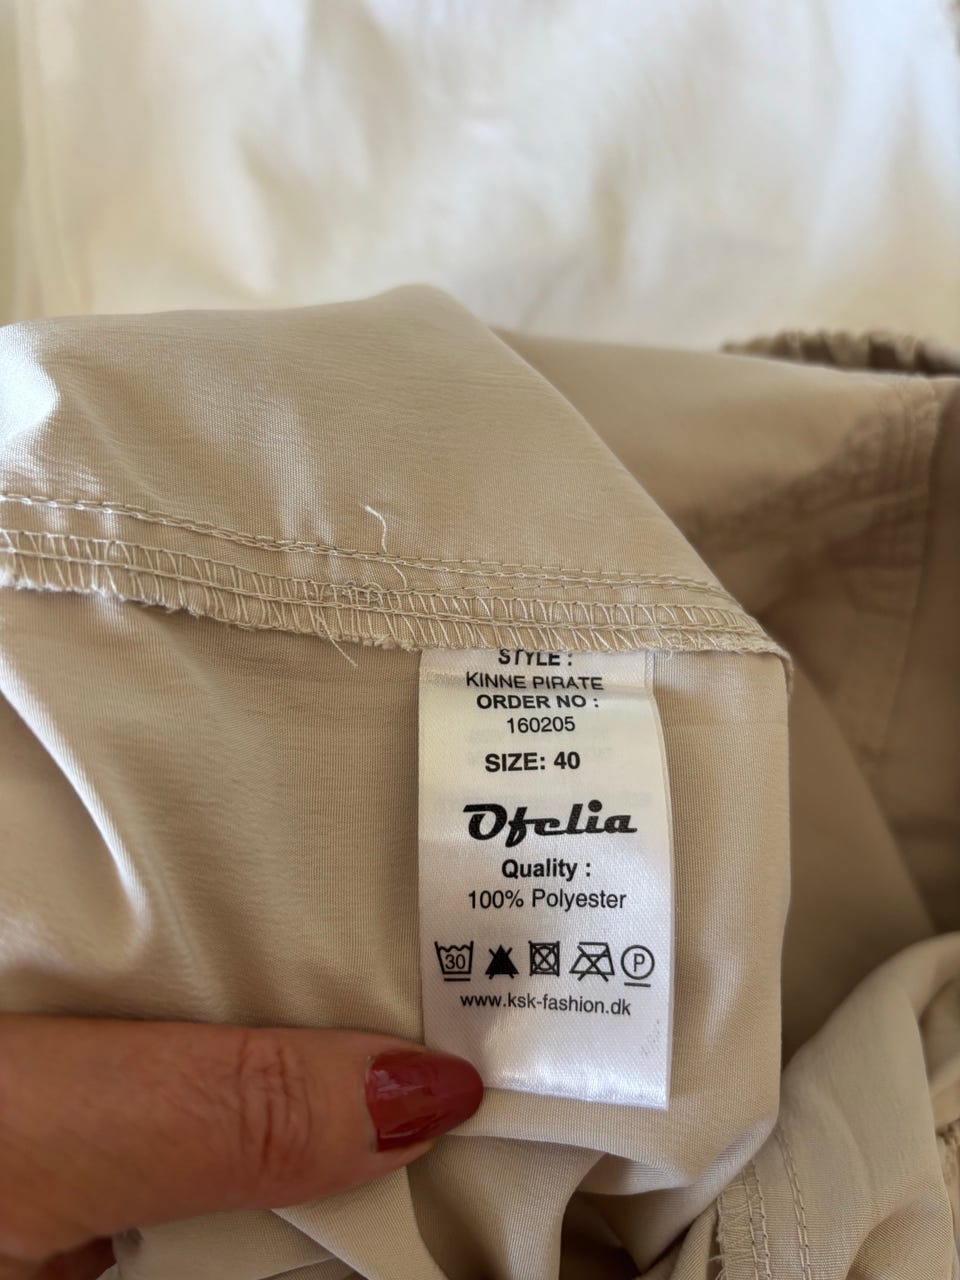 STYLE :
KINNE PIRATE
ORDER NO :
160205
SIZE: 40
Ofelia
Quality :
100% Polyester
30 P
www.ksk-fashion.dk